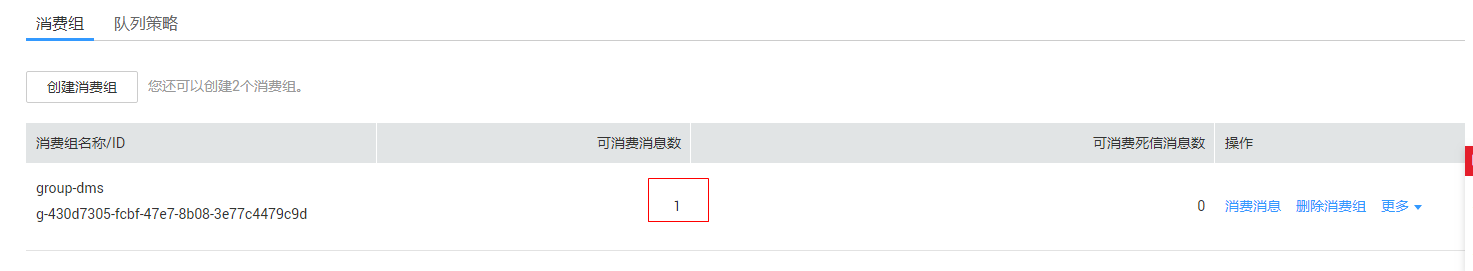 消费组 队列策略
创建消费组 您还可以创建2个消费组。
消费组名称/ID 可消费消息数 可消费死信消息数 操作
group-dms
g-430d7305-fcbf-47e7-8b08-3e77c4479c9d 1 0 消费消息 删除消费组 更多